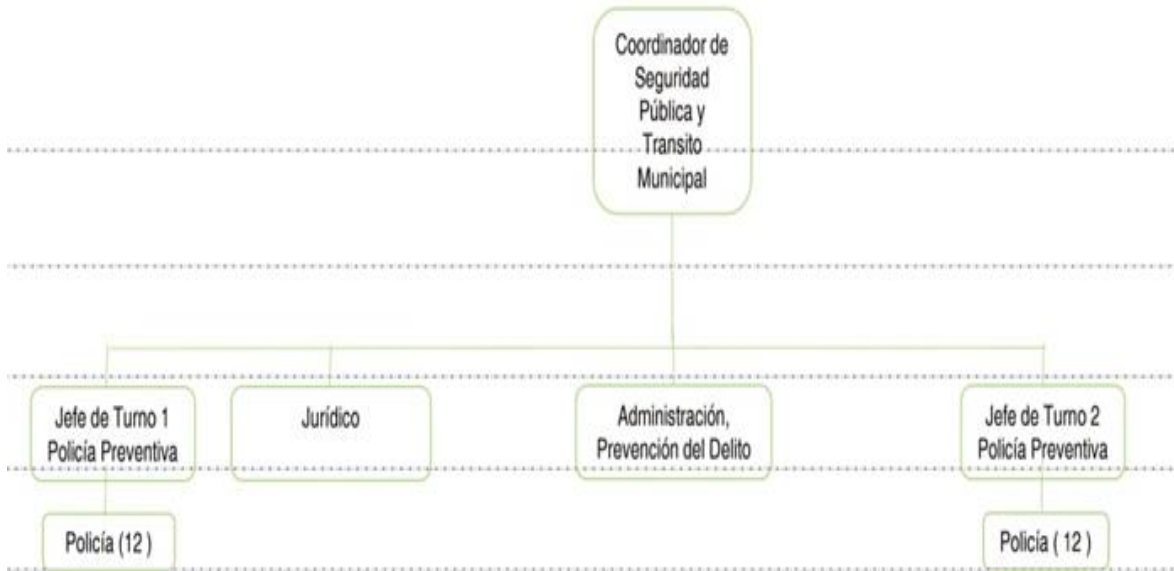 Coordinador de
Seguridad
Pública y
Transito
Municipal
Jefe de Turno 1
Policía Preventiva
Jurídico
Administración,
Prevención del Delito
Jefe de Turno 2
Policía Preventiva
Policía (12 )
Policía ( 12 )